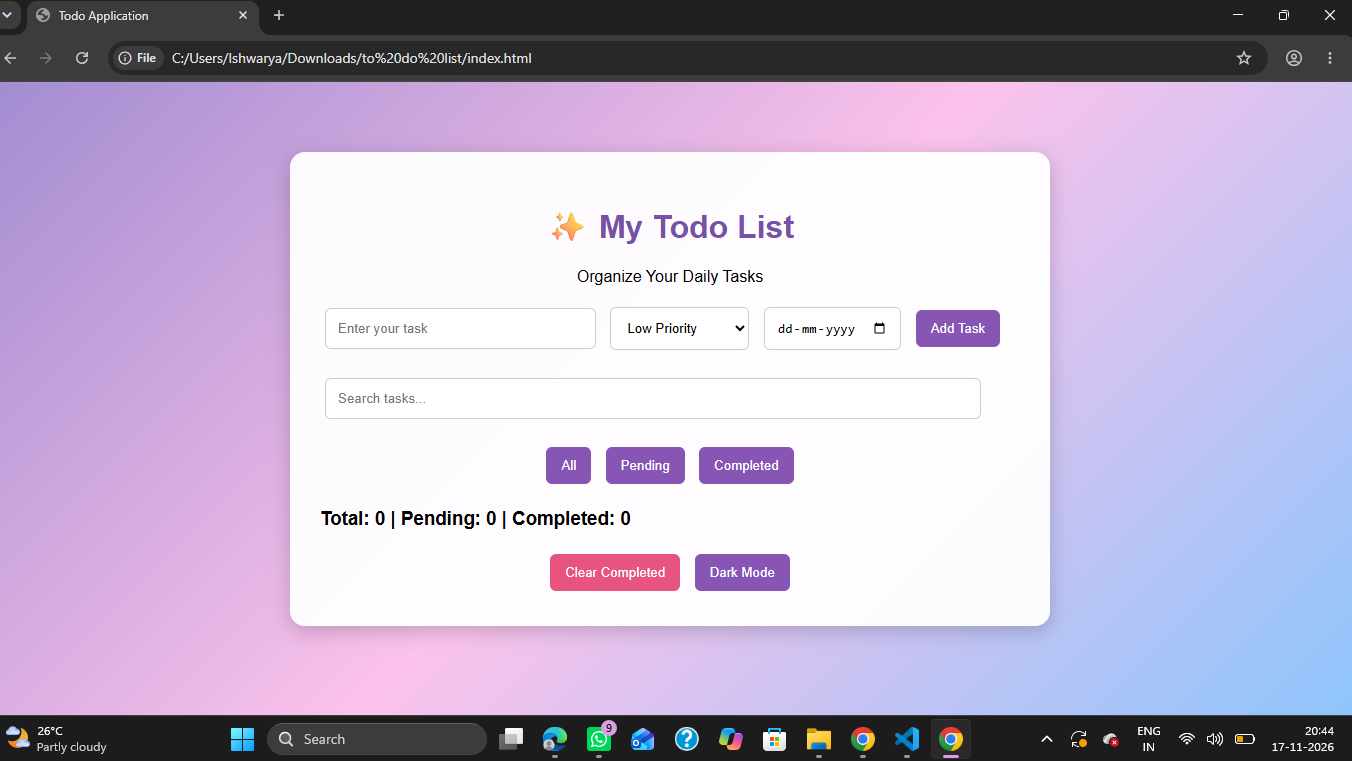 Todo Application
File C:/Users/Ishwarya/Downloads/to%20do%20list/index.html
✨ My Todo List
Organize Your Daily Tasks
Enter your task Low Priority dd-mm-yyyy Add Task
Search tasks...
All Pending Completed
Total: 0 | Pending: 0 | Completed: 0
Clear Completed Dark Mode
26°C
Partly cloudy
Search
9
ENG
IN
20:44
17-11-2026